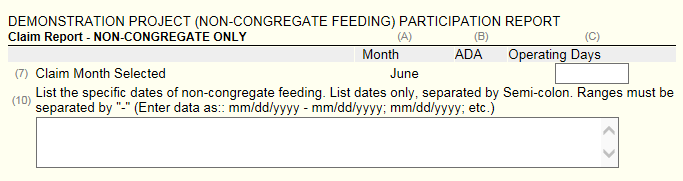 DEMONSTRATION PROJECT (NON-CONGREGATE FEEDING) PARTICIPATION REPORT
Claim Report - NON-CONGREGATE ONLY (A) (B) (C)
Month ADA Operating Days
(7) Claim Month Selected June
(10) List the specific dates of non-congregate feeding. List dates only, separated by Semi-colon. Ranges must be
separated by "-" (Enter data as:: mm/dd/yyyy - mm/dd/yyyy; mm/dd/yyyy; etc.)